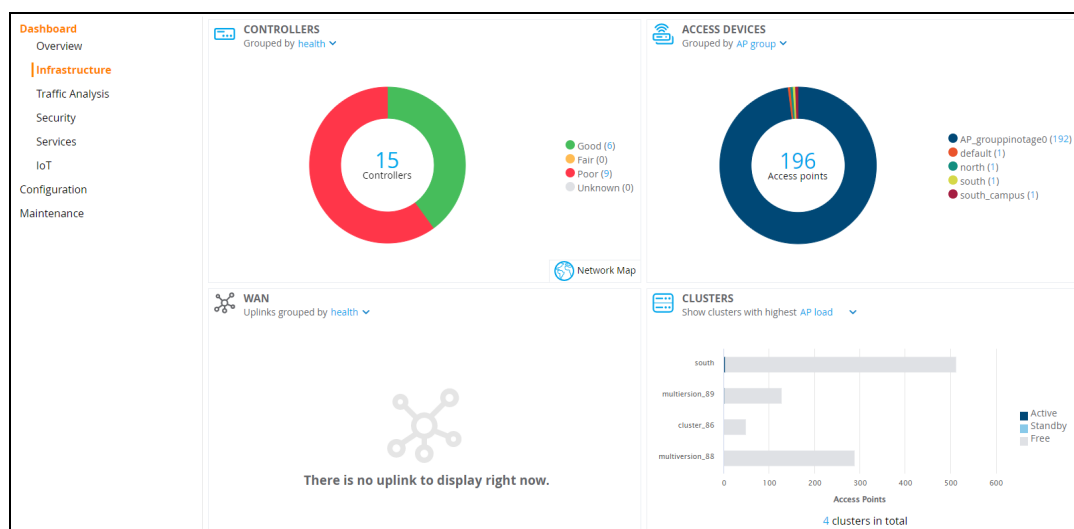 Dashboard
Overview
Infrastructure
Traffic Analysis
Security
Services
IoT
Configuration
Maintenance
CONTROLLERS
Grouped by health
15
Controllers
Good (6)
Fair (0)
Poor (9)
Unknown (0)
Network Map
ACCESS DEVICES
Grouped by AP group
196
Access points
AP_grouppinotage0 (192)
default (1)
north (1)
south (1)
south_campus (1)
WAN
Uplinks grouped by health
There is no uplink to display right now.
CLUSTERS
Show clusters with highest AP load
south
multiersion_89
cluster_86
multiversion_88
0 100 200 300 400 500 600
Access Points
Active
Standby
Free
4 clusters in total